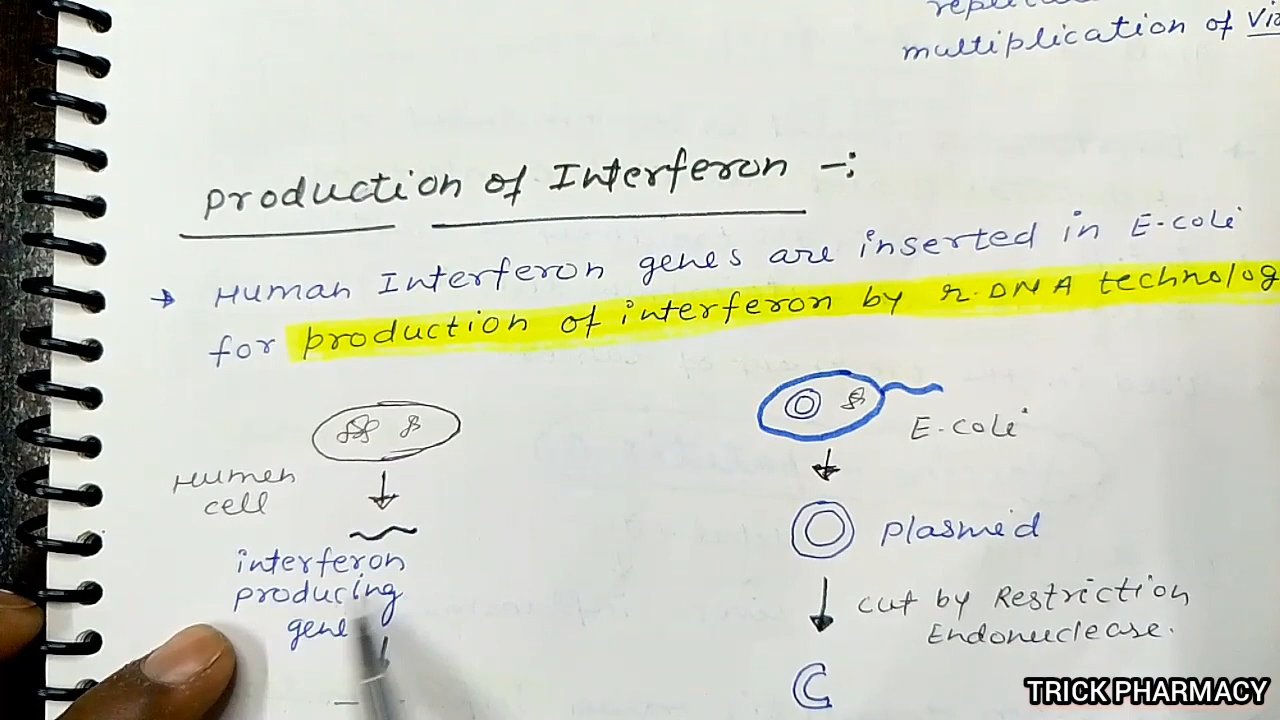 multiplication of
Production of Interferon -:
→ Human Interferon genes are inserted in E-coli
for production of interferon by r.DNA technolog
E-coli
Human
cell
Plasmid
interferon
producing
gene
cut by Restriction
Endonuclease.
TRICK PHARMACY